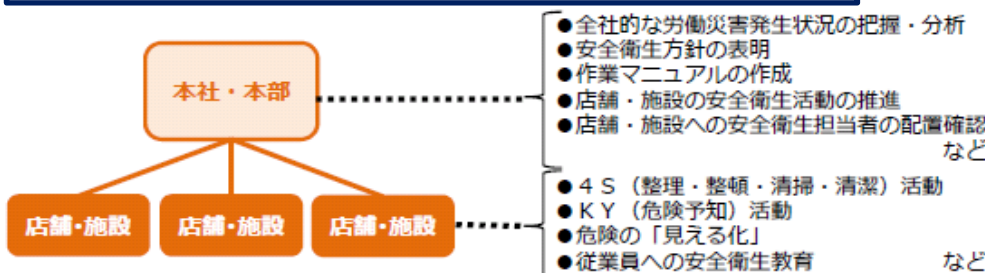 ●全社的な労働災害発生状況の把握・分析
●安全衛生方針の表明
●作業マニュアルの作成
●店舗・施設の安全衛生活動の推進
●店舗・施設への安全衛生担当者の配置確認
など
本社・本部
●４Ｓ（整理・整頓・清掃・清潔）活動
●ＫＹ（危険予知）活動
●危険の「見える化」
●従業員への安全衛生教育 など
店舗・施設
店舗・施設
店舗・施設